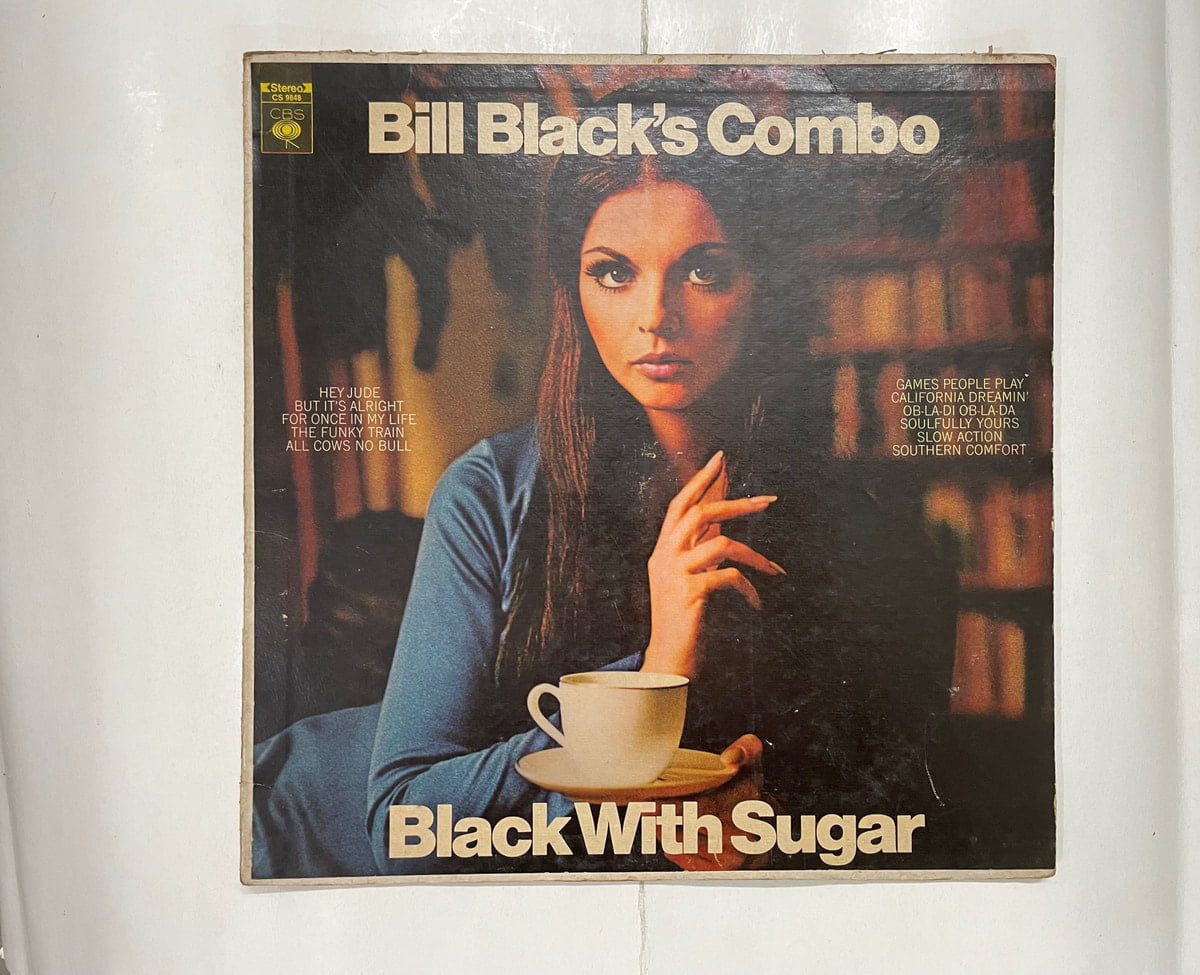 Stereo
CS 9848
CBS
Bill Black's Combo
HEY JUDE
BUT IT'S ALRIGHT
FOR ONCE IN MY LIFE
THE FUNKY TRAIN
ALL COWS NO BULL
GAMES PEOPLE PLAY
CALIFORNIA DREAMIN'
OB-LA-DI OB-LA-DA
SOULFULLY YOURS
SLOW ACTION
SOUTHERN COMFORT
Black With Sugar